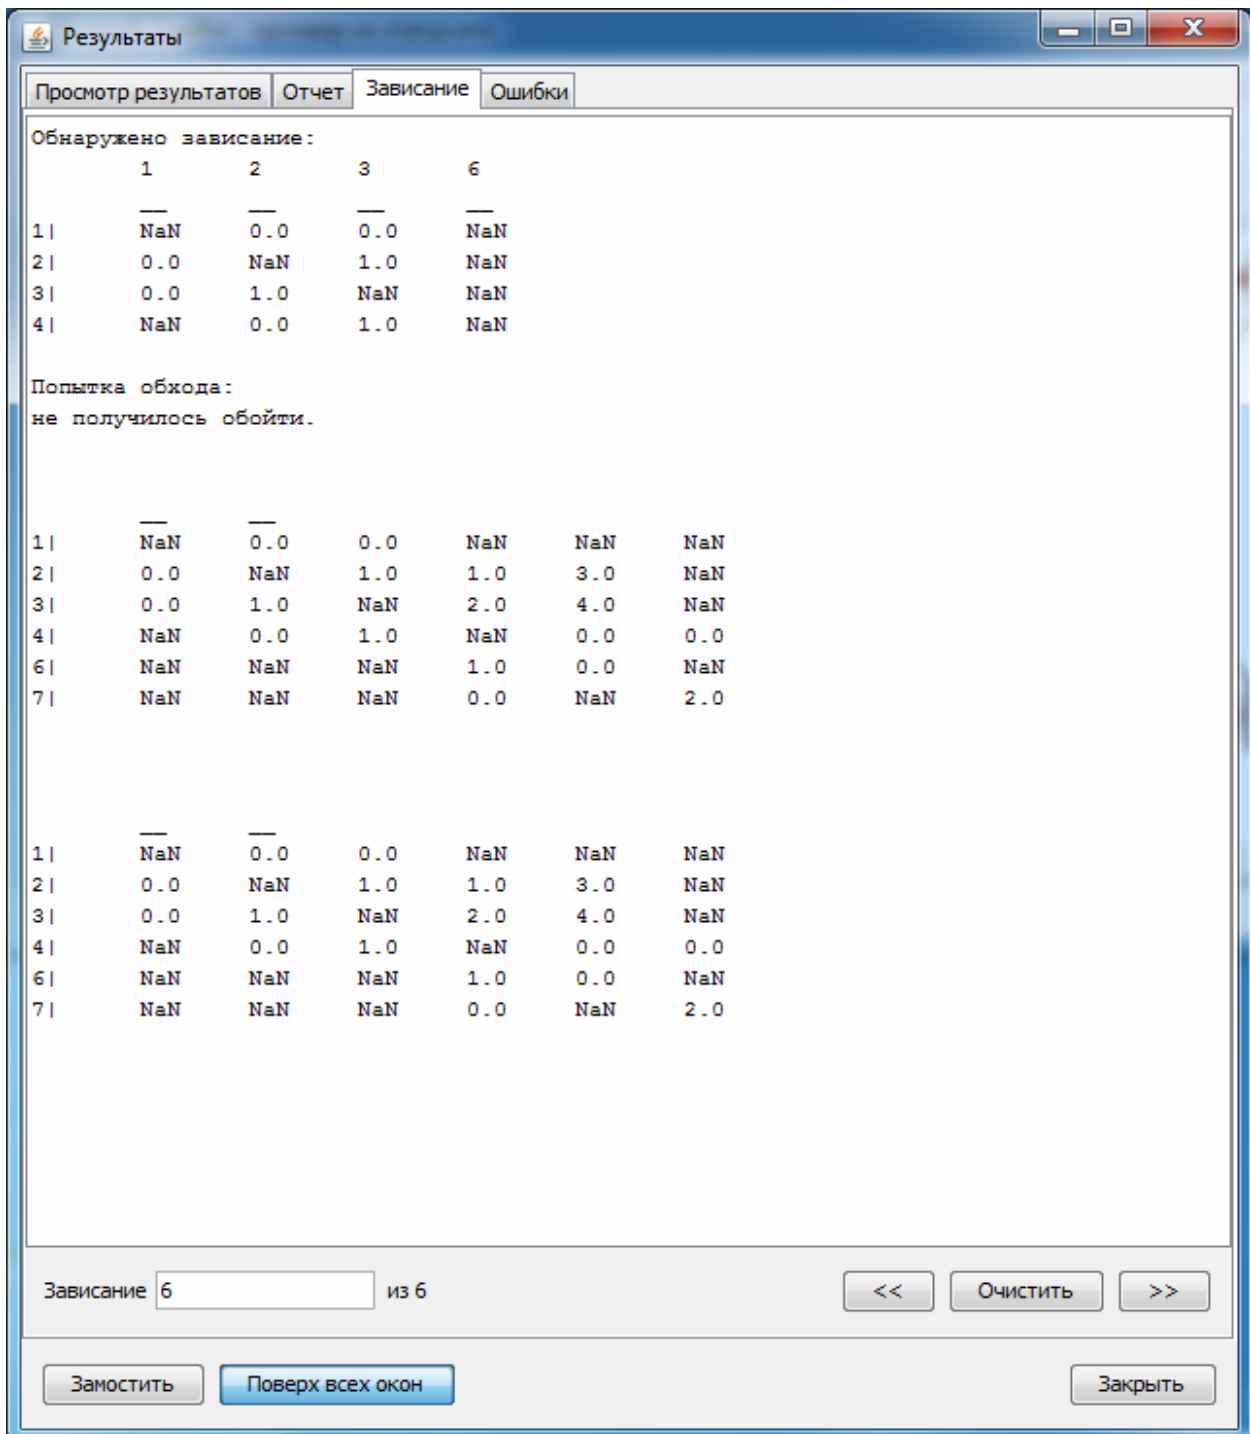 Результаты
Просмотр результатов Отчет Зависание Ошибки
Обнаружено зависание:
1 2 3 6
__ __ __ __
1| NaN 0.0 0.0 NaN
2| 0.0 NaN 1.0 NaN
3| 0.0 1.0 NaN NaN
4| NaN 0.0 1.0 NaN
Попытка обхода:
не получилось обойти.
__ __
1| NaN 0.0 0.0 NaN NaN NaN
2| 0.0 NaN 1.0 1.0 3.0 NaN
3| 0.0 1.0 NaN 2.0 4.0 NaN
4| NaN 0.0 1.0 NaN 0.0 0.0
6| NaN NaN NaN 1.0 0.0 NaN
7| NaN NaN NaN 0.0 NaN 2.0
__ __
1| NaN 0.0 0.0 NaN NaN NaN
2| 0.0 NaN 1.0 1.0 3.0 NaN
3| 0.0 1.0 NaN 2.0 4.0 NaN
4| NaN 0.0 1.0 NaN 0.0 0.0
6| NaN NaN NaN 1.0 0.0 NaN
7| NaN NaN NaN 0.0 NaN 2.0
Зависание 6 из 6 << Очистить >>
Замостить Поверх всех окон Закрыть